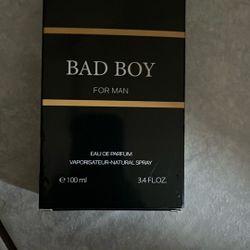 BAD BOY
FOR MAN
EAU DE PARFUM
VAPORISATEUR-NATURAL SPRAY
℮ 100 ml 3.4 FL.OZ.